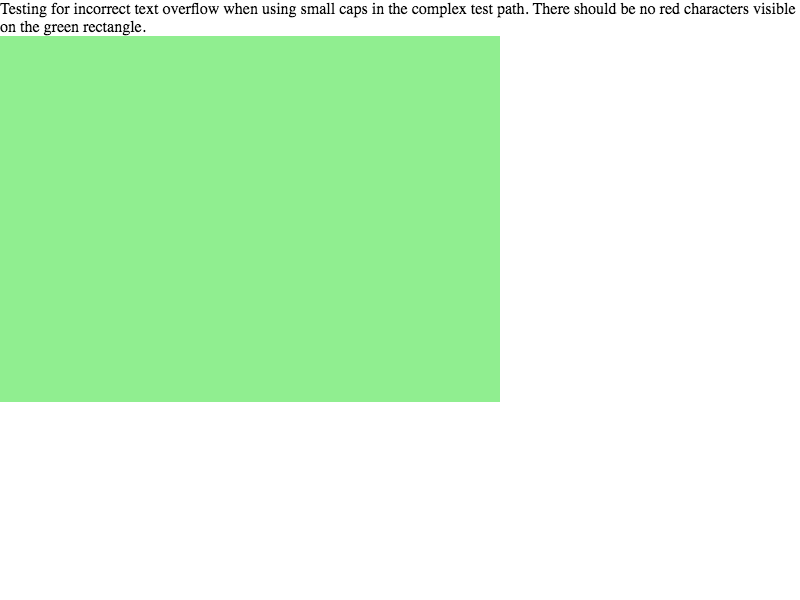 Testing for incorrect text overflow when using small caps in the complex test path. There should be no red characters visible
on the green rectangle.